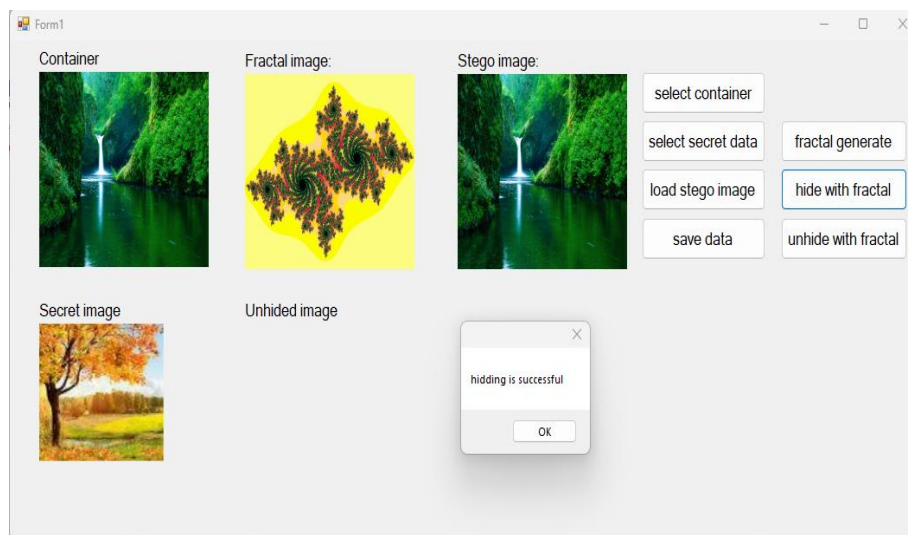 Form1
Container
Fractal image:
Stego image:
select container
select secret data
fractal generate
load stego image
hide with fractal
save data
unhide with fractal
Secret image
Unhided image
hidding is successful
OK